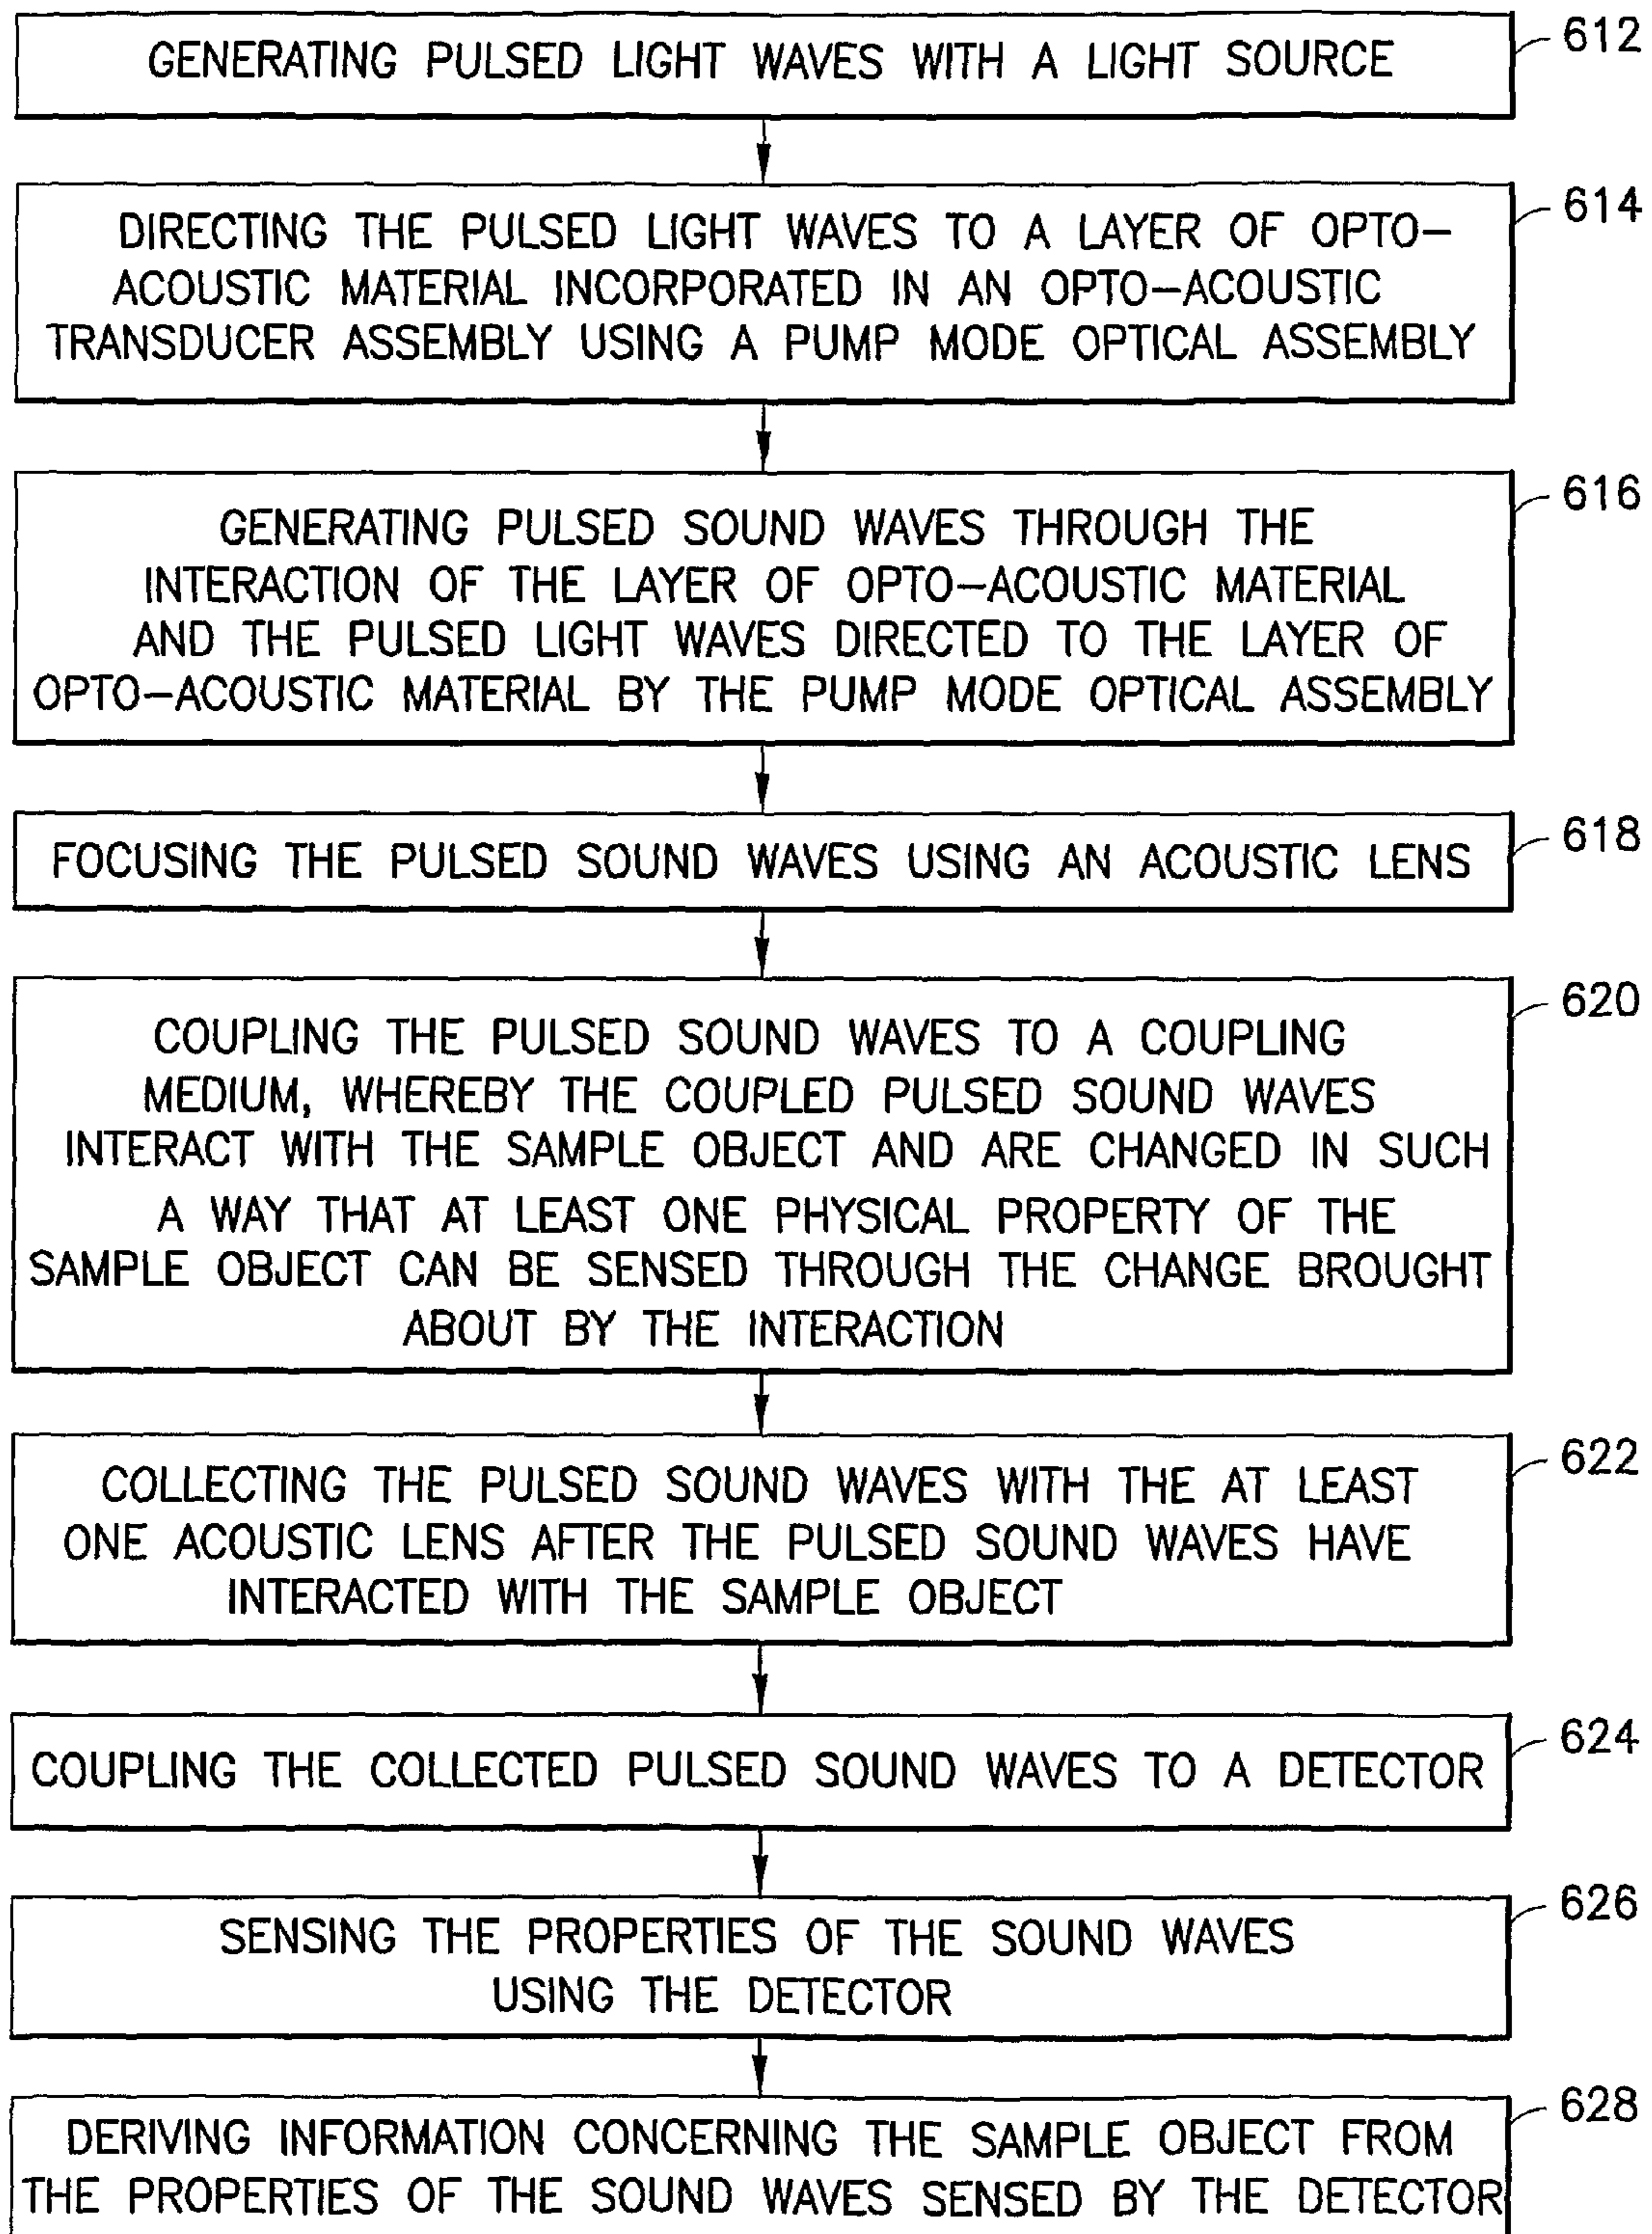 GENERATING PULSED LIGHT WAVES WITH A LIGHT SOURCE
612
DIRECTING THE PULSED LIGHT WAVES TO A LAYER OF OPTO-
ACOUSTIC MATERIAL INCORPORATED IN AN OPTO-ACOUSTIC
TRANSDUCER ASSEMBLY USING A PUMP MODE OPTICAL ASSEMBLY
614
GENERATING PULSED SOUND WAVES THROUGH THE
INTERACTION OF THE LAYER OF OPTO-ACOUSTIC MATERIAL
AND THE PULSED LIGHT WAVES DIRECTED TO THE LAYER OF
OPTO-ACOUSTIC MATERIAL BY THE PUMP MODE OPTICAL ASSEMBLY
616
FOCUSING THE PULSED SOUND WAVES USING AN ACOUSTIC LENS
618
COUPLING THE PULSED SOUND WAVES TO A COUPLING
MEDIUM, WHEREBY THE COUPLED PULSED SOUND WAVES
INTERACT WITH THE SAMPLE OBJECT AND ARE CHANGED IN SUCH
A WAY THAT AT LEAST ONE PHYSICAL PROPERTY OF THE
SAMPLE OBJECT CAN BE SENSED THROUGH THE CHANGE BROUGHT
ABOUT BY THE INTERACTION
620
COLLECTING THE PULSED SOUND WAVES WITH THE AT LEAST
ONE ACOUSTIC LENS AFTER THE PULSED SOUND WAVES HAVE
INTERACTED WITH THE SAMPLE OBJECT
622
COUPLING THE COLLECTED PULSED SOUND WAVES TO A DETECTOR
624
SENSING THE PROPERTIES OF THE SOUND WAVES
USING THE DETECTOR
626
DERIVING INFORMATION CONCERNING THE SAMPLE OBJECT FROM
THE PROPERTIES OF THE SOUND WAVES SENSED BY THE DETECTOR
628